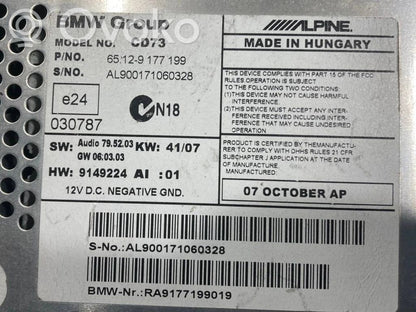 BMW Group
ALPINE
MODEL NO. CD73
MADE IN HUNGARY
P/NO. 65.12-9 177 199
S/NO. AL900171060328
THIS DEVICE COMPLIES WITH PART 15 OF THE FCC
RULES OPERATION IS SUBJECT TO THE
FOLLOWING TWO CONDITIONS:
(1)THIS DEVICE MAY NOT CAUSE HARMFUL
INTERFERENCE, AND
(2)THIS DEVICE MUST ACCEPT ANY INTER-
FERENCE RECEIVED INCLUDING INTERFERENCE
THAT MAY CAUSE UNDESIRED
OPERATION
e24
N18
030787
SW: Audio 79.52.03 KW: 41/07
GW 06.03.03
HW: 9149224 AI :01
12V D.C. NEGATIVE GND.
PRODUCT IS CERTIFIED BY THE MANUFACTU-
RER TO COMPLY WITH DHHS RULES 21 CFR
SUBCHAPTER J APPLICABLE AT THE DATE OF
MANUFACTURE.
07 OCTOBER AP
S-No.:AL900171060328
BMW-Nr.:RA9177199019
ovoko